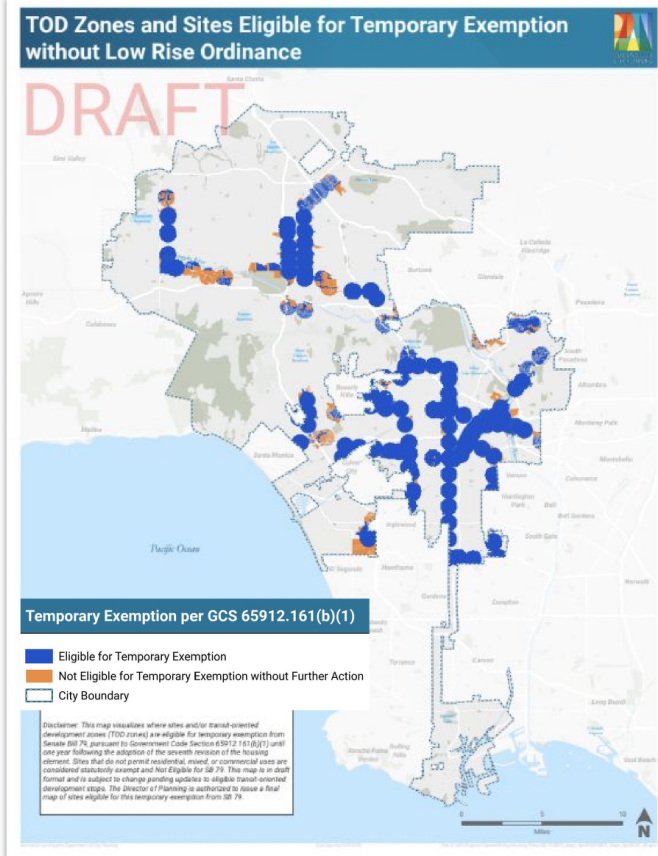 TOD Zones and Sites Eligible for Temporary Exemption
without Low Rise Ordinance
DRAFT
Santa Clarita
Simi Valley
La Cañada
Flintridge
Burbank
Glendale
Pasadena
Agoura
Hills
Calabasas
South
Pasadena
Alhambra
Beverly
Hills
Monterey Park
Malibu
Santa Monica
Montebello
Culver
City
Vernon
Commerce
Huntington
Park
Bell
Bell Gardens
Inglewood
South Gate
Pacific Ocean
El Segundo
Hawthorne
Norwalk
Gardena
Compton
Temporary Exemption per GCS 65912.161(b)(1)
Eligible for Temporary Exemption
Not Eligible for Temporary Exemption without Further Action
City Boundary
Torrance
Carson
Long Beach
Rolling
Hills
Rancho Palos
Verdes
Seal Beach
Disclaimer: This map visualizes where sites and/or transit-oriented
development zones (TOD zones) are eligible for temporary exemption from
Senate Bill 79, pursuant to Government Code Section 65912.161(b)(1) until
one year following the adoption of the seventh revision of the housing
element. Sites that do not permit residential, mixed, or commercial uses are
considered statutorily exempt and Not Eligible for SB 79. This map is in draft
format and is subject to change pending updates to eligible transit-oriented
development stops. The Director of Planning is authorized to issue a final
map of sites eligible for this temporary exemption from SB 79.
0 5 10
Miles
N